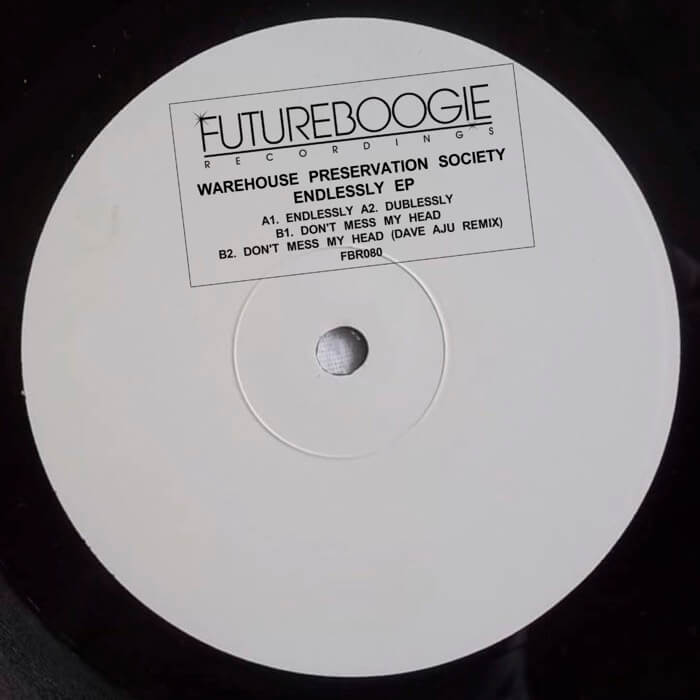 FUTUREBOOGIE
RECORDINGS
WAREHOUSE PRESERVATION SOCIETY
ENDLESSLY EP
A1. ENDLESSLY A2. DUBLESSLY
B1. DON'T MESS MY HEAD
B2. DON'T MESS MY HEAD (DAVE AJU REMIX)
FBR080